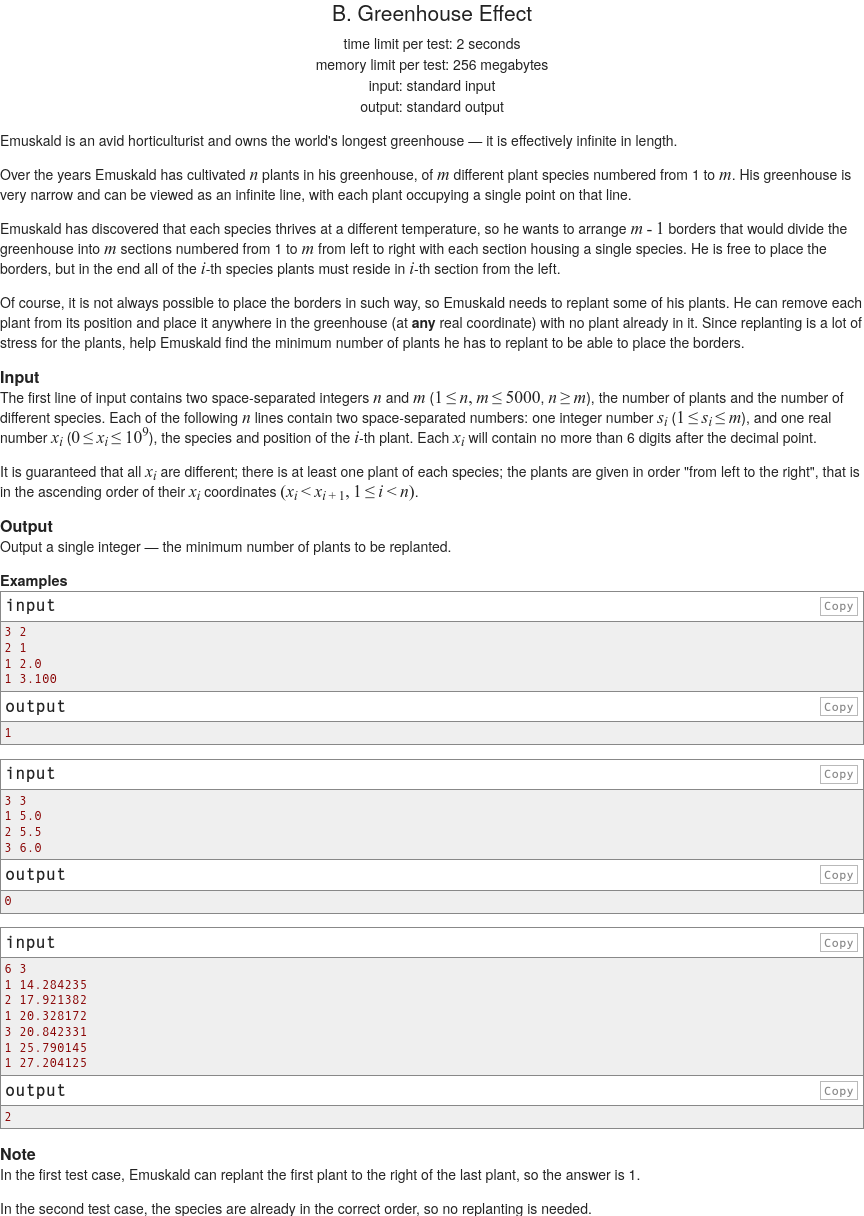 B. Greenhouse Effect
time limit per test: 2 seconds
memory limit per test: 256 megabytes
input: standard input
output: standard output
Emuskald is an avid horticulturist and owns the world's longest greenhouse — it is effectively infinite in length.
Over the years Emuskald has cultivated n plants in his greenhouse, of m different plant species numbered from 1 to m. His greenhouse is
very narrow and can be viewed as an infinite line, with each plant occupying a single point on that line.
Emuskald has discovered that each species thrives at a different temperature, so he wants to arrange m - 1 borders that would divide the
greenhouse into m sections numbered from 1 to m from left to right with each section housing a single species. He is free to place the
borders, but in the end all of the i-th species plants must reside in i-th section from the left.
Of course, it is not always possible to place the borders in such way, so Emuskald needs to replant some of his plants. He can remove each
plant from its position and place it anywhere in the greenhouse (at any real coordinate) with no plant already in it. Since replanting is a lot of
stress for the plants, help Emuskald find the minimum number of plants he has to replant to be able to place the borders.
Input
The first line of input contains two space-separated integers n and m (1 ≤ n, m ≤ 5000, n ≥ m), the number of plants and the number of
different species. Each of the following n lines contain two space-separated numbers: one integer number s_i (1 ≤ s_i ≤ m), and one real
number x_i (0 ≤ x_i ≤ 10^9), the species and position of the i-th plant. Each x_i will contain no more than 6 digits after the decimal point.
It is guaranteed that all x_i are different; there is at least one plant of each species; the plants are given in order "from left to the right", that is
in the ascending order of their x_i coordinates (x_i < x_{i + 1}, 1 ≤ i < n).
Output
Output a single integer — the minimum number of plants to be replanted.
Examples
input Copy
3 2
2 1
1 2.0
1 3.100
output Copy
1
input Copy
3 3
1 5.0
2 5.5
3 6.0
output Copy
0
input Copy
6 3
1 14.284235
2 17.921382
1 20.328172
3 20.842331
1 25.790145
1 27.204125
output Copy
2
Note
In the first test case, Emuskald can replant the first plant to the right of the last plant, so the answer is 1.
In the second test case, the species are already in the correct order, so no replanting is needed.